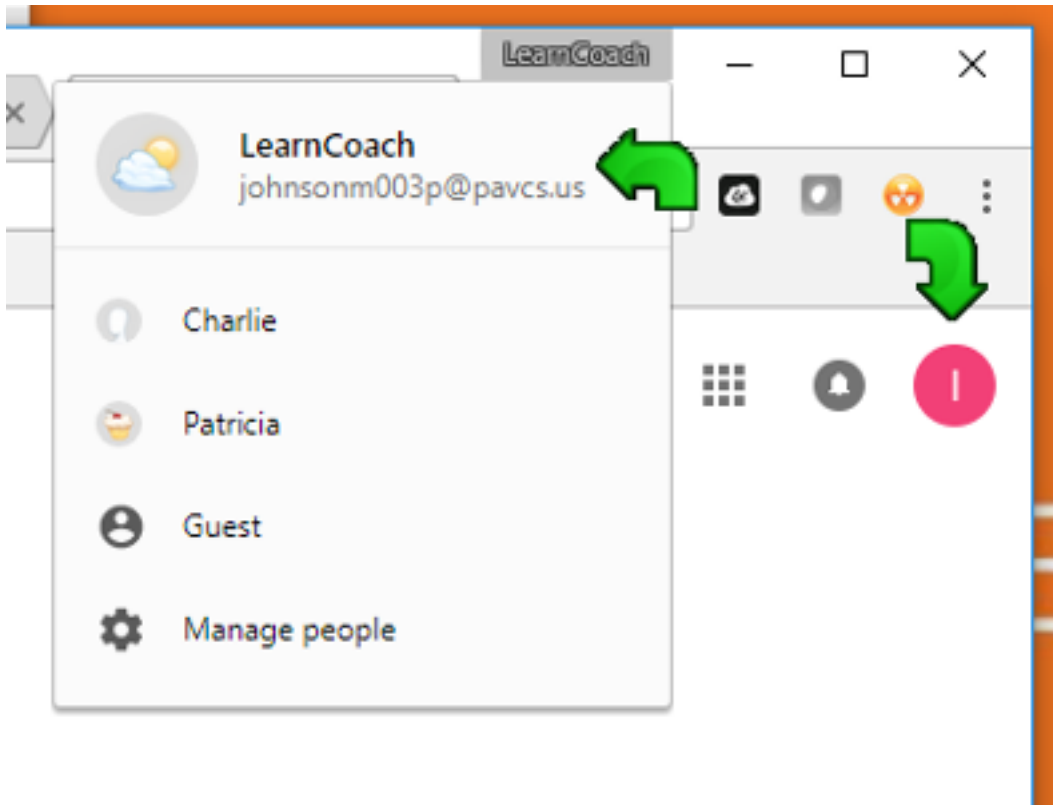 LearnCoach
LearnCoach
johnsonm003p@pavcs.us
Charlie
Patricia
I
Guest
Manage people